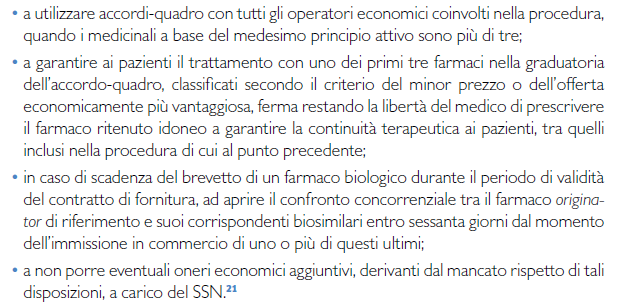 • a utilizzare accordi-quadro con tutti gli operatori economici coinvolti nella procedura,
quando i medicinali a base del medesimo principio attivo sono più di tre;
• a garantire ai pazienti il trattamento con uno dei primi tre farmaci nella graduatoria
dell'accordo-quadro, classificati secondo il criterio del minor prezzo o dell'offerta
economicamente più vantaggiosa, ferma restando la libertà del medico di prescrivere
il farmaco ritenuto idoneo a garantire la continuità terapeutica ai pazienti, tra quelli
inclusi nella procedura di cui al punto precedente;
• in caso di scadenza del brevetto di un farmaco biologico durante il periodo di validità
del contratto di fornitura, ad aprire il confronto concorrenziale tra il farmaco origina-
tor di riferimento e suoi corrispondenti biosimilari entro sessanta giorni dal momento
dell'immissione in commercio di uno o più di questi ultimi;
• a non porre eventuali oneri economici aggiuntivi, derivanti dal mancato rispetto di tali
disposizioni, a carico del SSN.21